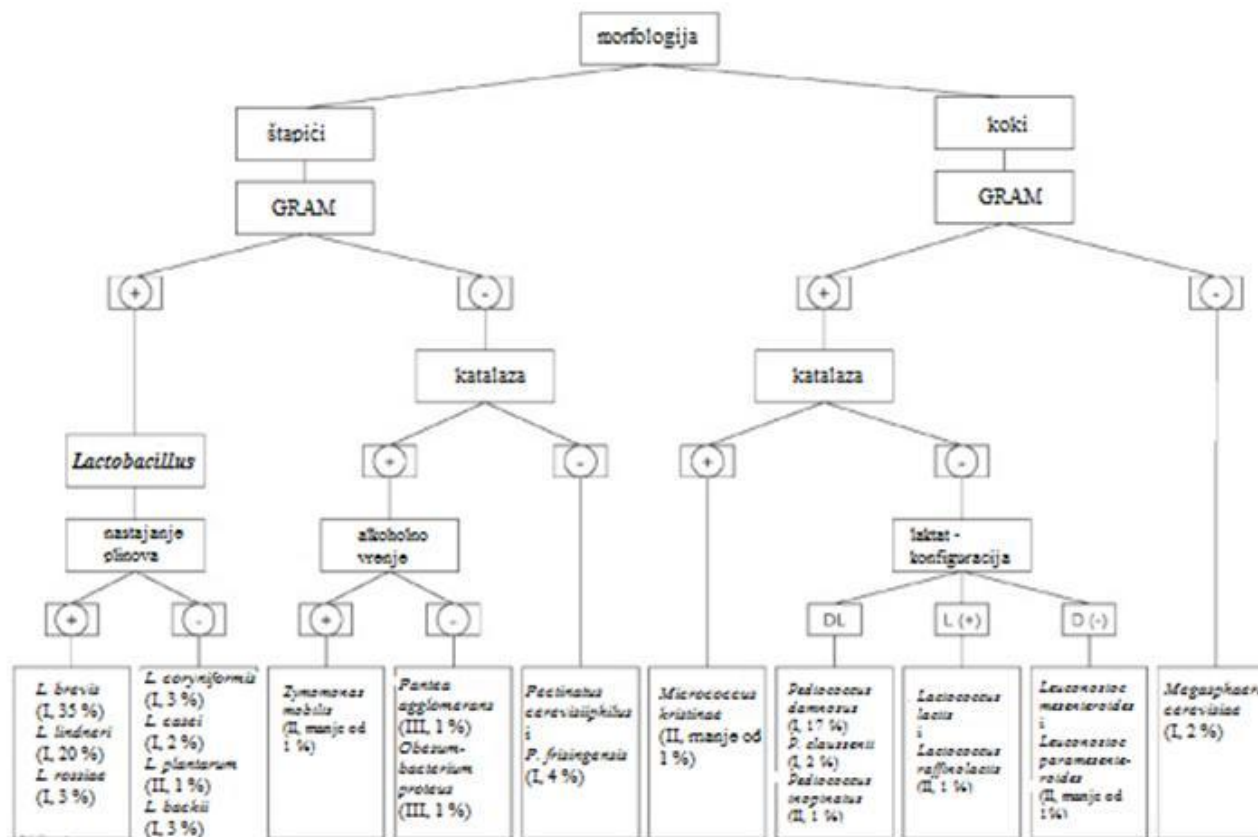 morfologija
štapići
koki
GRAM
GRAM
+
-
+
-
katalaza
katalaza
Lactobacillus
+
-
+
-
nastajanje
plinova
alkoholno
vrenje
laktat -
konfiguracija
+
-
+
-
DL
L (+)
D (-)
L. brevis
(I, 35 %)
L. lindneri
(I, 20 %)
L. rossiae
(I, 3 %)
L. coryniformis
(I, 3 %)
L. casei
(I, 2 %)
L. plantarum
(II, 1 %)
L. backii
(I, 3 %)
Zymomonas
mobilis
(II, manje od
1 %)
Pantea
agglomerans
(III, 1 %)
Obesum-
bacterium
proteus
(III, 1 %)
Pectinatus
cerevisiiphilus
i
P. frisingensis
(I, 4 %)
Micrococcus
kristinae
(II, manje od
1 %)
Pediococcus
damnosus
(I, 17 %)
P. claussenii
(I, 2 %)
Pediococcus
inopinatus
(II, 1 %)
Lactococcus
lactis
i
Lactococcus
raffinolactis
(II, 1 %)
Leuconostoc
mesenteroides
i
Leuconostoc
paramesente-
roides
(II, manje od
1%)
Megasphaera
cerevisiae
(I, 2 %)